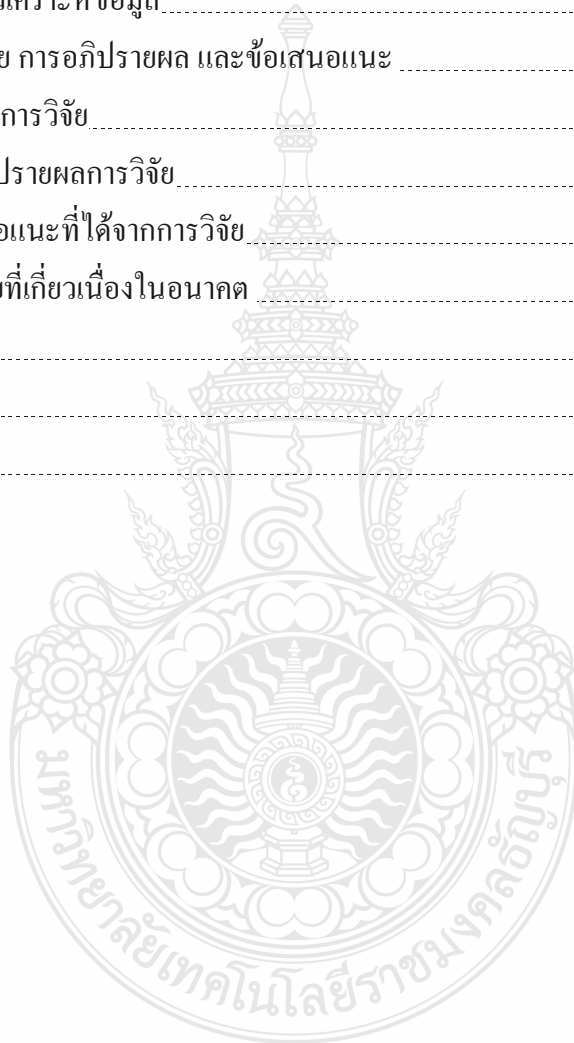 เคราะห์ข้อมูล
การอภิปรายผล และข้อเสนอแนะ
การวิจัย
ปรายผลการวิจัย
อแนะที่ได้จากการวิจัย
ที่เกี่ยวเนื่องในอนาคต
มหาวิทยาลัยเทคโนโลยีราชมงคลธัญบุรี